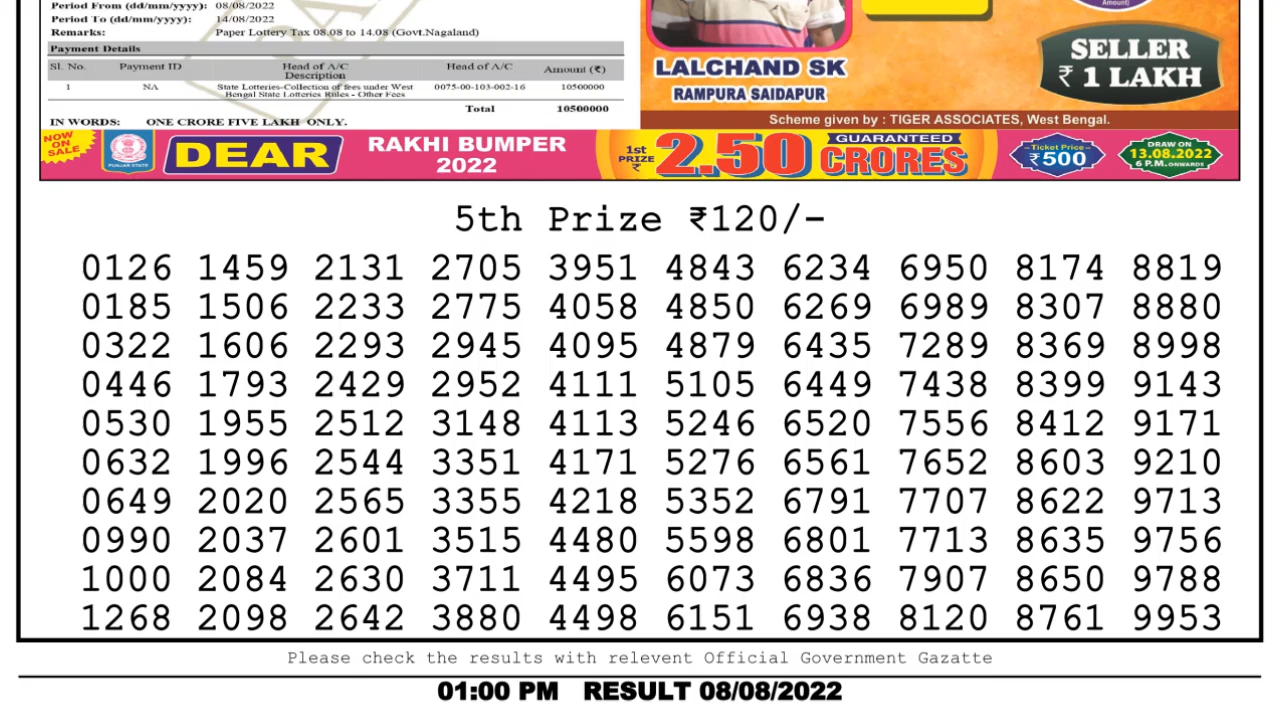 Period From (dd/mm/yyyy): 08/08/2022
Period To (dd/mm/yyyy): 14/08/2022
Remarks: Paper Lottery Tax 08.08 to 14.08 (Govt.Nagaland)
Payment Details
Sl. No. Payment ID Head of A/C Description Head of A/C Amount (₹)
1 NA State Lotteries-Collection of fees under West 0075-00-103-002-16 10500000
Bengal State Lotteries Rules - Other Fees
Total 10500000
IN WORDS: ONE CRORE FIVE LAKH ONLY.
Amount)
LALCHAND SK
RAMPURA SAIDAPUR
SELLER
₹ 1 LAKH
Scheme given by : TIGER ASSOCIATES, West Bengal.
NOW
ON
SALE
PUNJAB STATE
DEAR
RAKHI BUMPER
2022
1st
PRIZE
₹
2.50
GUARANTEED
CRORES
Ticket Price
₹500
DRAW ON
13.08.2022
6 P.M. ONWARDS
5th Prize ₹120/-
0126 1459 2131 2705 3951 4843 6234 6950 8174 8819
0185 1506 2233 2775 4058 4850 6269 6989 8307 8880
0322 1606 2293 2945 4095 4879 6435 7289 8369 8998
0446 1793 2429 2952 4111 5105 6449 7438 8399 9143
0530 1955 2512 3148 4113 5246 6520 7556 8412 9171
0632 1996 2544 3351 4171 5276 6561 7652 8603 9210
0649 2020 2565 3355 4218 5352 6791 7707 8622 9713
0990 2037 2601 3515 4480 5598 6801 7713 8635 9756
1000 2084 2630 3711 4495 6073 6836 7907 8650 9788
1268 2098 2642 3880 4498 6151 6938 8120 8761 9953
Please check the results with relevent Official Government Gazatte
01:00 PM RESULT 08/08/2022